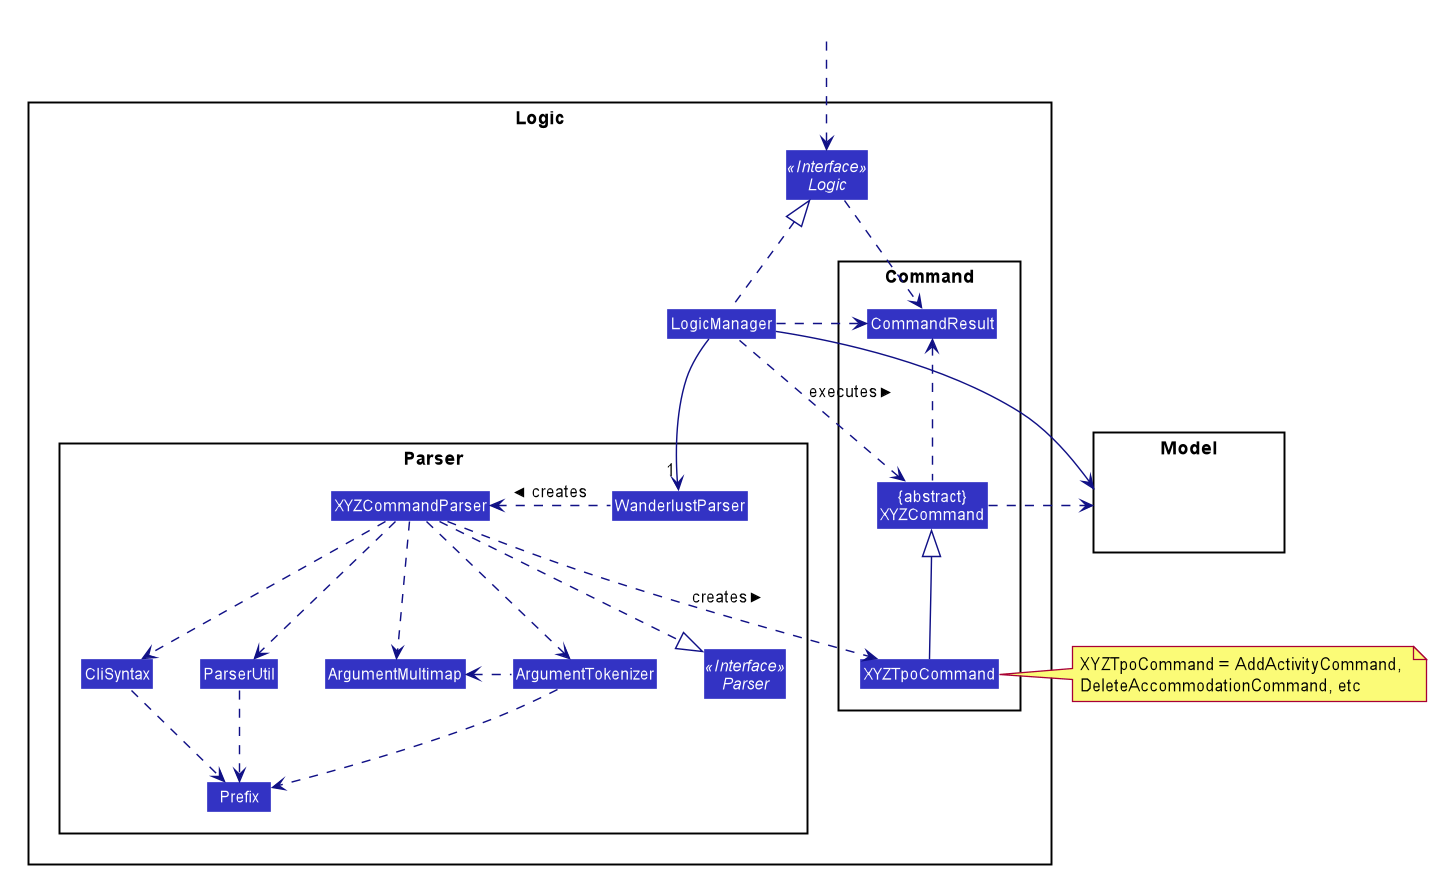 Logic
«Interface»
Logic
Command
LogicManager
CommandResult
executes ►
Model
Parser
1
{abstract}
XYZCommand
◄ creates
XYZCommandParser
WanderlustParser
creates ►
CliSyntax
ParserUtil
ArgumentMultimap
ArgumentTokenizer
«Interface»
Parser
XYZTpoCommand
XYZTpoCommand = AddActivityCommand,
DeleteAccommodationCommand, etc
Prefix